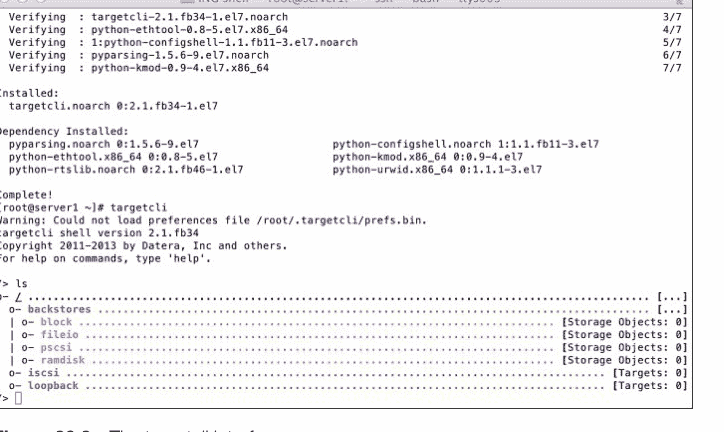 Verifying : targetcli-2.1.fb34-1.el7.noarch 3/7
Verifying : python-ethtool-0.8-5.el7.x86_64 4/7
Verifying : 1:python-configshell-1.1.fb11-3.el7.noarch 5/7
Verifying : pyparsing-1.5.6-9.el7.noarch 6/7
Verifying : python-kmod-0.9-4.el7.x86_64 7/7
Installed:
targetcli.noarch 0:2.1.fb34-1.el7
Dependency Installed:
pyparsing.noarch 0:1.5.6-9.el7 python-configshell.noarch 1:1.1.fb11-3.el7
python-ethtool.x86_64 0:0.8-5.el7 python-kmod.x86_64 0:0.9-4.el7
python-rtslib.noarch 0:2.1.fb46-1.el7 python-urwid.x86_64 0:1.1.1-3.el7
Complete!
[root@server1 ~]# targetcli
Warning: Could not load preferences file /root/.targetcli/prefs.bin.
targetcli shell version 2.1.fb34
Copyright 2011-2013 by Datera, Inc and others.
For help on commands, type 'help'.
/> ls
o- / ........................................................ [...]
o- backstores ............................................... [...]
| o- block ................................... [Storage Objects: 0]
| o- fileio .................................. [Storage Objects: 0]
| o- pscsi ................................... [Storage Objects: 0]
| o- ramdisk ................................. [Storage Objects: 0]
o- iscsi ............................................. [Targets: 0]
o- loopback .......................................... [Targets: 0]
/>